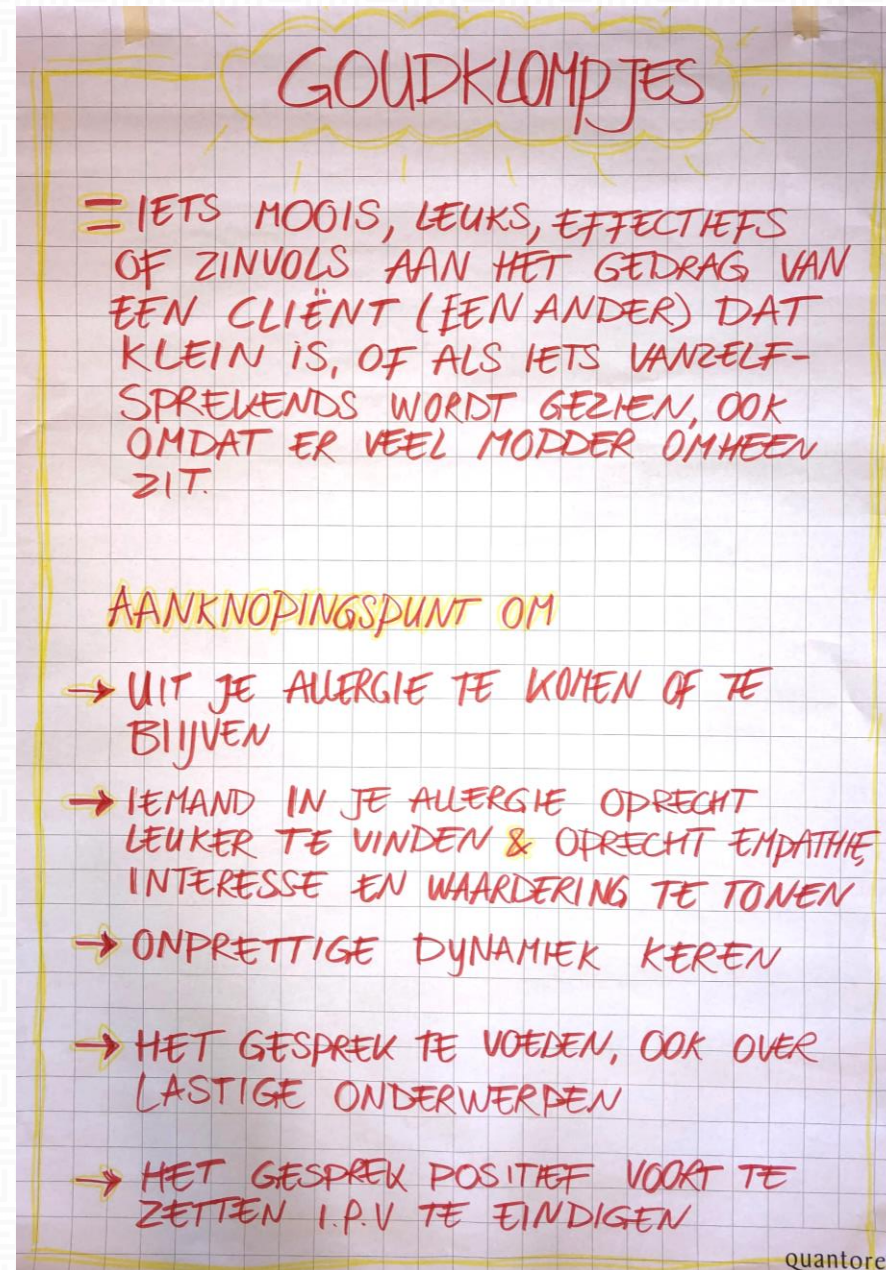 GOUDKLOMPJES
= IETS MOOIS, LEUKS, EFFECTIEFS
OF ZINVOLS AAN HET GEDRAG VAN
EEN CLIËNT (EEN ANDER) DAT
KLEIN IS, OF ALS IETS VANZELF-
SPREKENDS WORDT GEZIEN, OOK
OMDAT ER VEEL MODDER OMHEEN
ZIT.
AANKNOPINGSPUNT OM
→ UIT JE ALLERGIE TE KOMEN OF TE
BLIJVEN
→ IEMAND IN JE ALLERGIE OPRECHT
LEUKER TE VINDEN & OPRECHT EMPATHIE,
INTERESSE EN WAARDERING TE TONEN
→ ONPRETTIGE DYNAMIEK KEREN
→ HET GESPREK TE VOEDEN, OOK OVER
LASTIGE ONDERWERPEN
→ HET GESPREK POSITIEF VOORT TE
ZETTEN I.P.V TE EINDIGEN
quantore